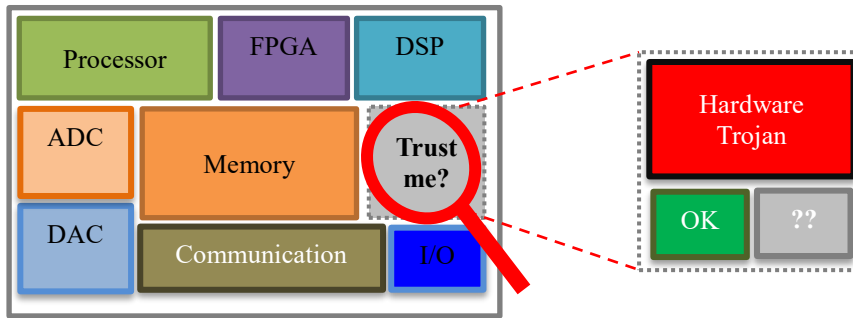 Processor
FPGA
DSP
ADC
Memory
Trust
me?
DAC
Communication
I/O
Hardware
Trojan
OK
??